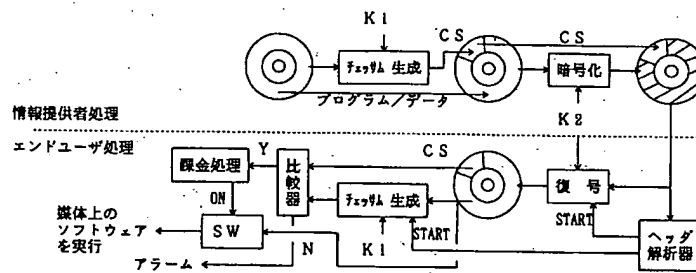 K1
CS
CS
チェッサム 生成
暗号化
プログラム/データ
情報提供者処理
K2
エンドユーザ処理
Y
CS
課金処理
比較器
チェッサム 生成
復 号
ON
START
媒体上の
ソフトウェア
を実行
SW
N
K1
START
ヘッダ
解析器
アラーム